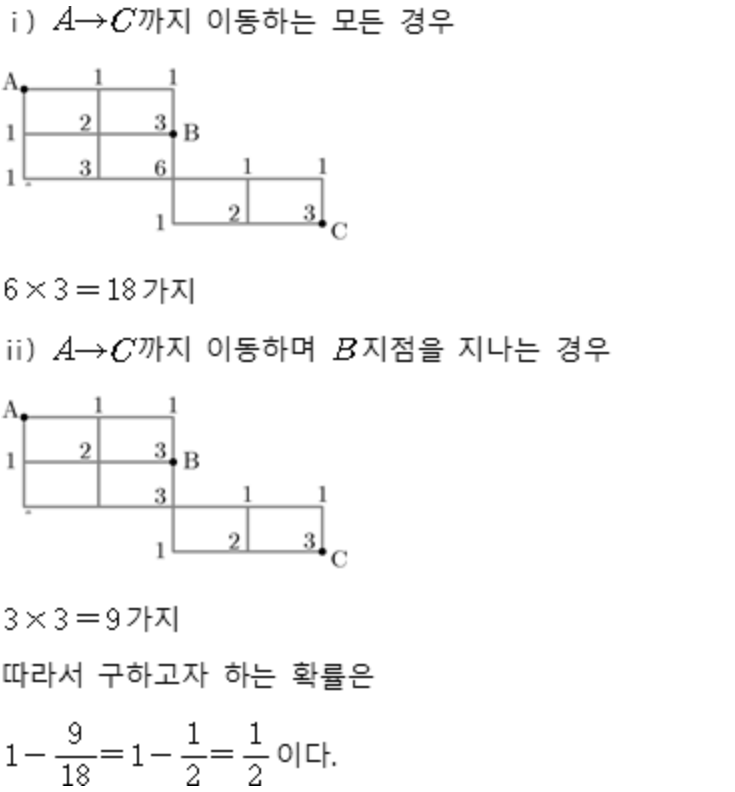 ⅰ) A→C까지 이동하는 모든 경우
A 1 1
1 2 3 B
1 3 6 1 1
1 2 3 C
6×3=18가지
ⅱ) A→C까지 이동하며 B지점을 지나는 경우
A 1 1
1 2 3 B
3 1 1
1 2 3 C
3×3=9가지
따라서 구하고자 하는 확률은
1-9/18=1-1/2=1/2이다.